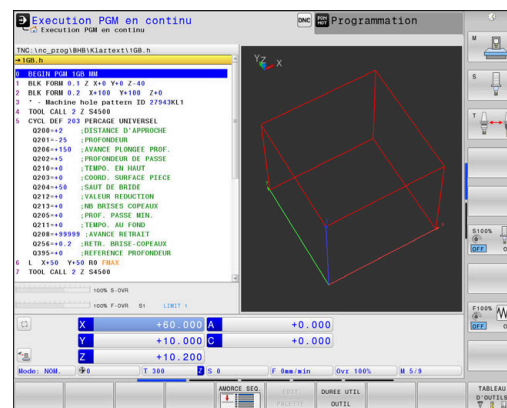 Execution PGM en continu
Execution PGM en continu
DNC
Programmation
TNC:\nc_prog\BHB\Klartext\1GB.h
→1GB.h
0 BEGIN PGM 1GB MM
1 BLK FORM 0.1 Z X+0 Y+0 Z-40
2 BLK FORM 0.2 X+100 Y+100 Z+0
3 * - Machine hole pattern ID 27943KL1
4 TOOL CALL 2 Z S4500
5 CYCL DEF 203 PERCAGE UNIVERSEL
Q200=+2 ;DISTANCE D'APPROCHE
Q201=-25 ;PROFONDEUR
Q206=+150 ;AVANCE PLONGEE PROF.
Q202=+5 ;PROFONDEUR DE PASSE
Q210=+0 ;TEMPO. EN HAUT
Q203=+0 ;COORD. SURFACE PIECE
Q204=+50 ;SAUT DE BRIDE
Q212=+0 ;VALEUR REDUCTION
Q213=+0 ;NB BRISES COPEAUX
Q205=+0 ;PROF. PASSE MIN.
Q211=+0 ;TEMPO. AU FOND
Q208=+99999 ;AVANCE RETRAIT
Q256=+0.2 ;RETR. BRISE-COPEAUX
Q395=+0 ;REFERENCE PROFONDEUR
6 L X+50 Y+50 R0 FMAX
7 TOOL CALL 2 Z S4500
Y Z X
M
S
T
S100%
OFF
F100%
OFF
100% S-OVR
100% F-OVR S1 LIMIT 1
X +60.000 A +0.000
Y +10.000 C +0.000
Z +10.200
Mode: NOM. 0 T 300 Z S 0 F 0mm/min Ovr 100% M 5/9
AMORCE SEQ.
EDIT PALETTE
DUREE UTIL OUTIL
TABLEAU D'OUTILS